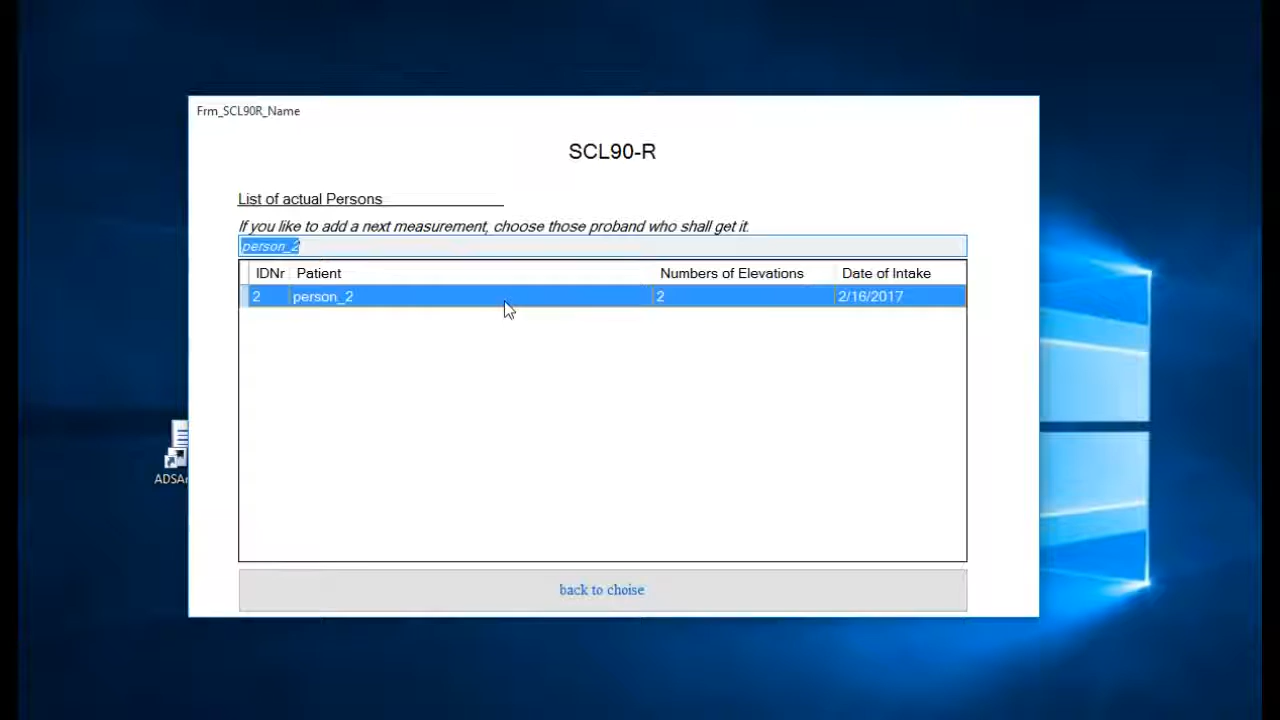 Frm_SCL90R_Name
SCL90-R
List of actual Persons
If you like to add a next measurement, choose those proband who shall get it.
person_2
IDNr Patient Numbers of Elevations Date of Intake
2 person_2 2 2/16/2017
back to choise